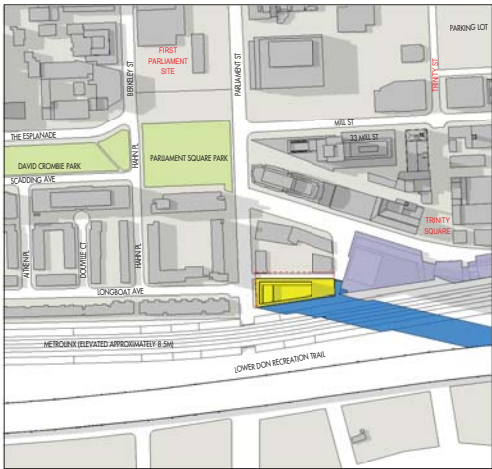 PARKING LOT
FIRST
PARLIAMENT
SITE
BERKELEY ST
PARLIAMENT ST
TRINITY ST
MILL ST
THE ESPLANADE
33 MILL ST
HAHN PL
PARLIAMENT SQUARE PARK
DAVID CROMBIE PARK
SCADDING AVE
TRINITY
SQUARE
AITKEN PL
DOUVILLE CT
HAHN PL
LONGBOAT AVE
METROLINX (ELEVATED APPROXIMATELY 8.5M)
LOWER DON RECREATION TRAIL